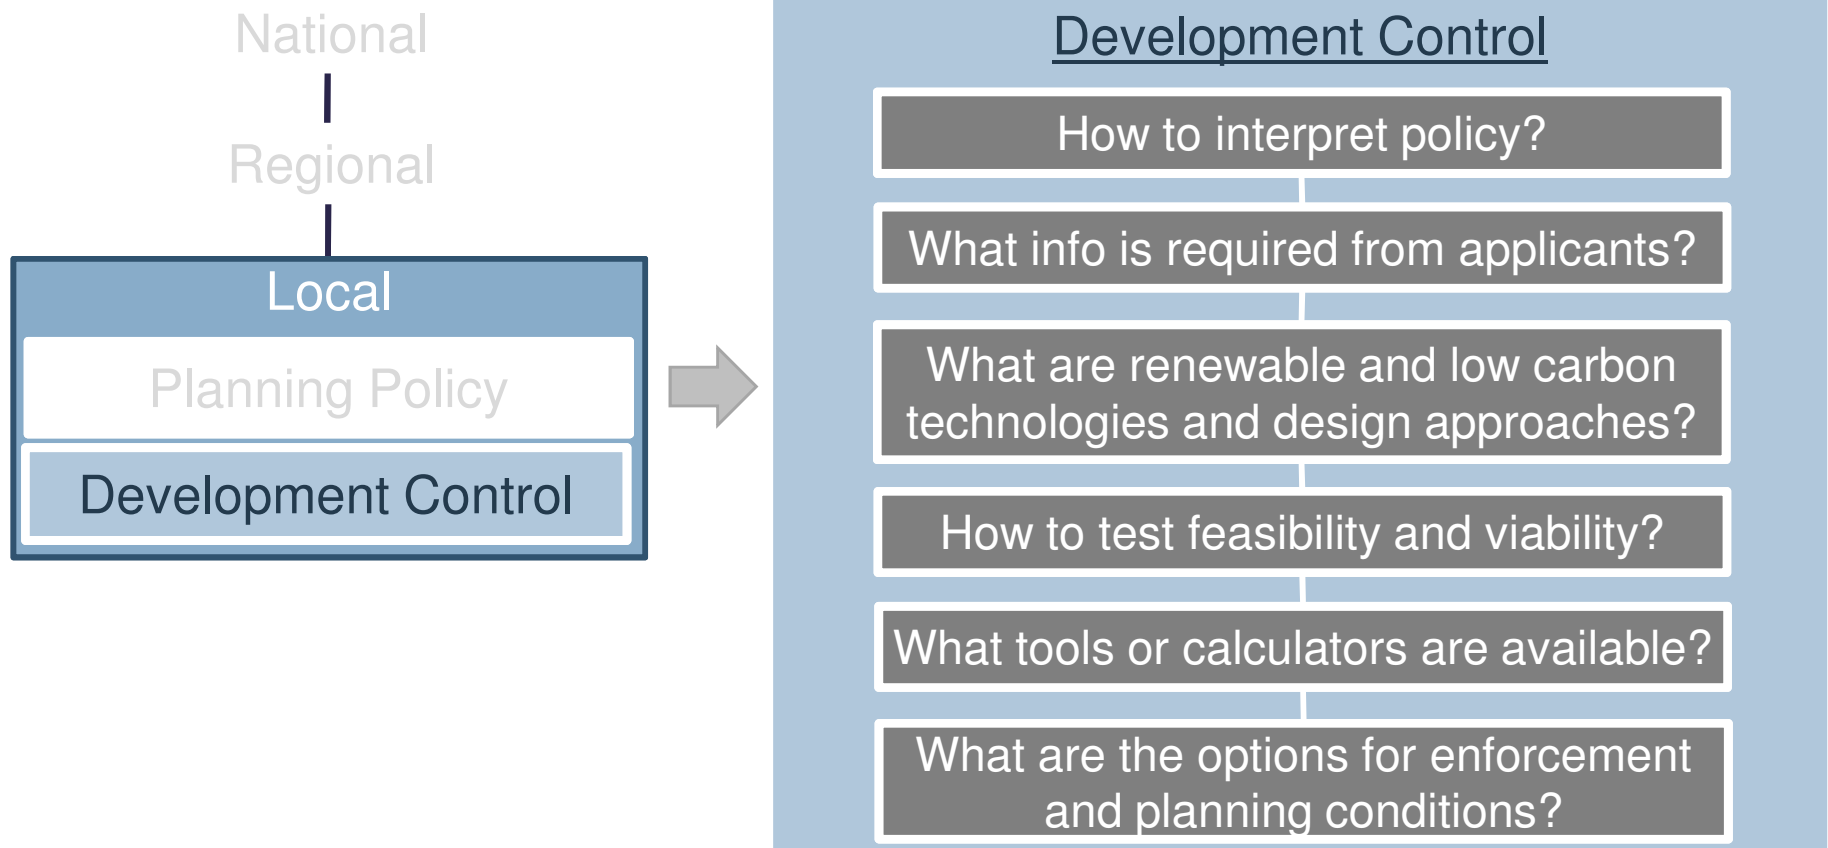 National
Regional
Local
Planning Policy
Development Control
Development Control
How to interpret policy?
What info is required from applicants?
What are renewable and low carbon
technologies and design approaches?
How to test feasibility and viability?
What tools or calculators are available?
What are the options for enforcement
and planning conditions?